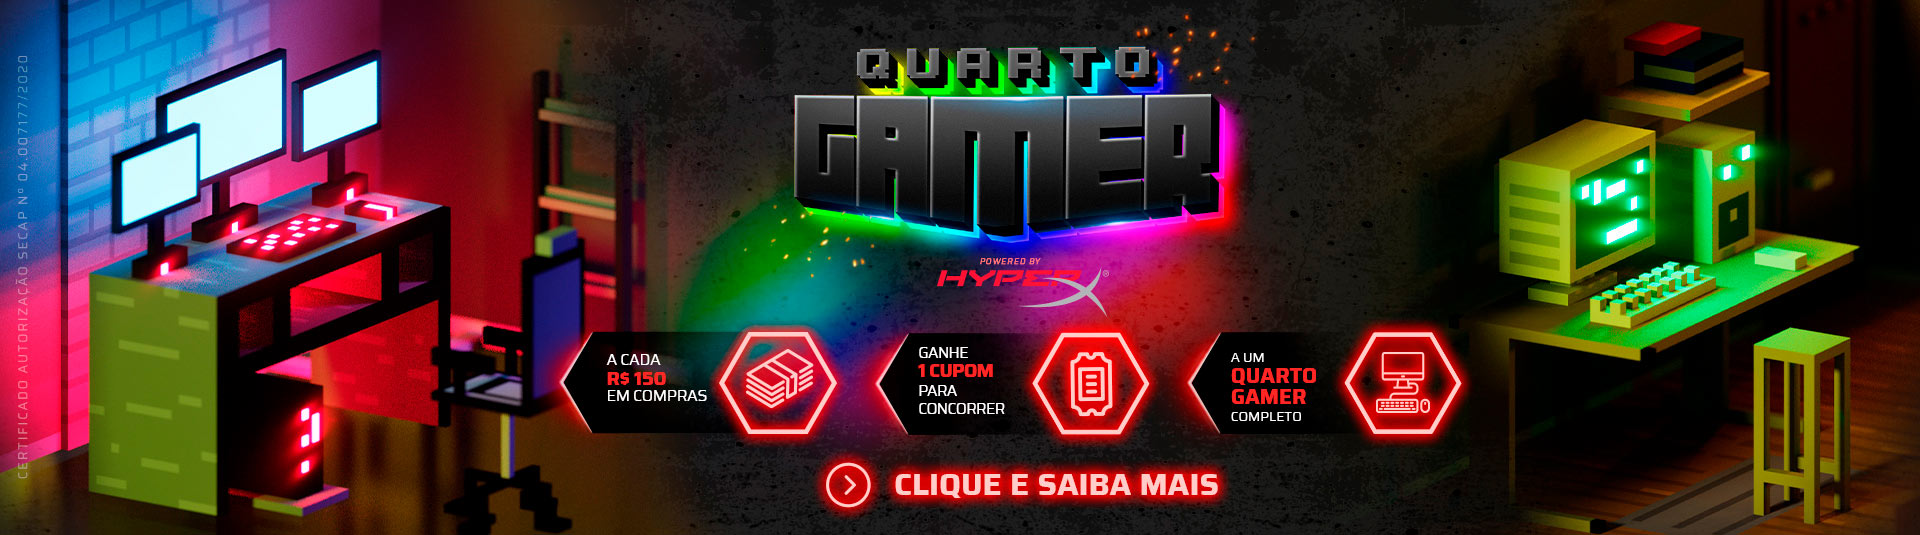 CERTIFICADO AUTORIZAÇÃO SECAP Nº 04.007177/2020
QUARTO
GAMER
POWERED BY
HYPERX®
A CADA
R$ 150
EM COMPRAS
GANHE
1 CUPOM
PARA
CONCORRER
A UM
QUARTO
GAMER
COMPLETO
CLIQUE E SAIBA MAIS